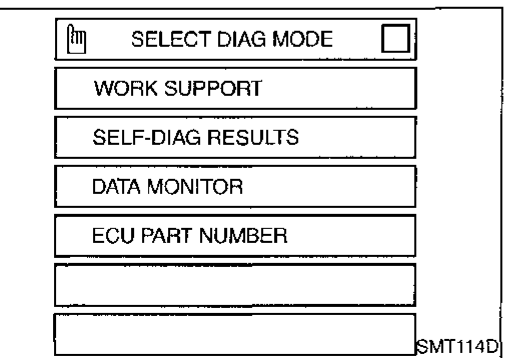 SELECT DIAG MODE
WORK SUPPORT
SELF-DIAG RESULTS
DATA MONITOR
ECU PART NUMBER
SMT114D